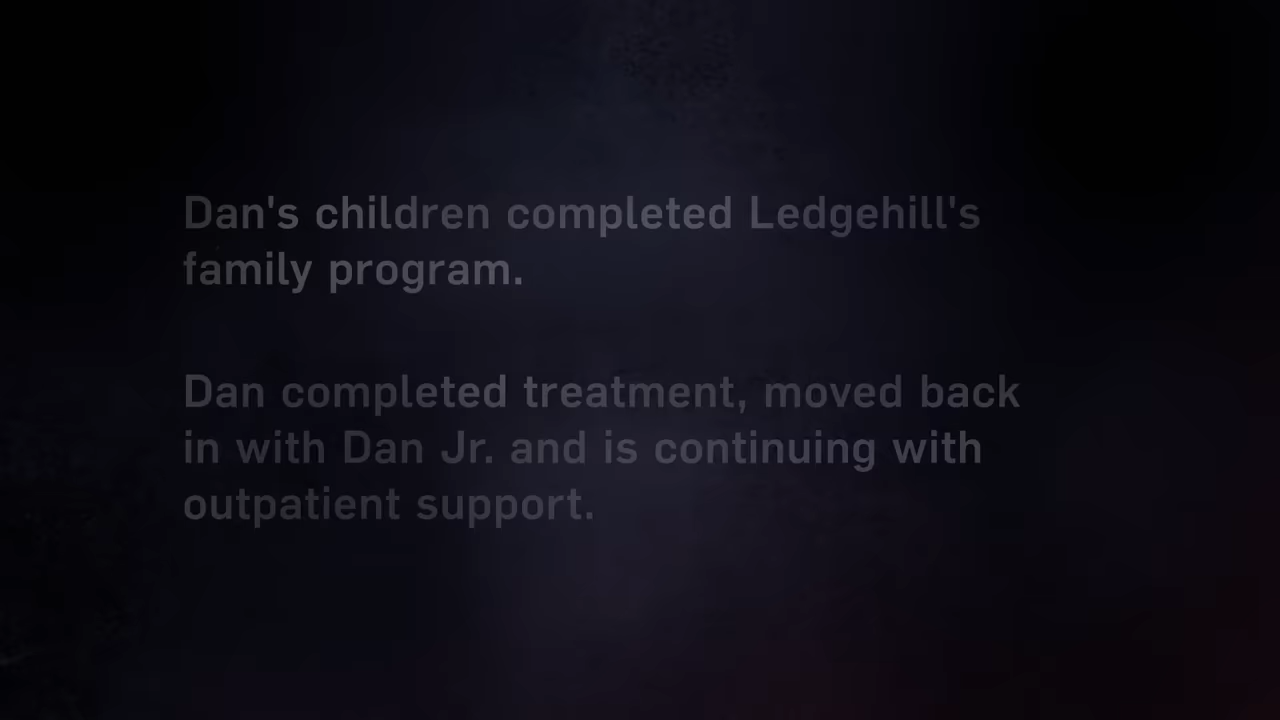 Dan's children completed Ledgehill's
family program.
Dan completed treatment, moved back
in with Dan Jr. and is continuing with
outpatient support.